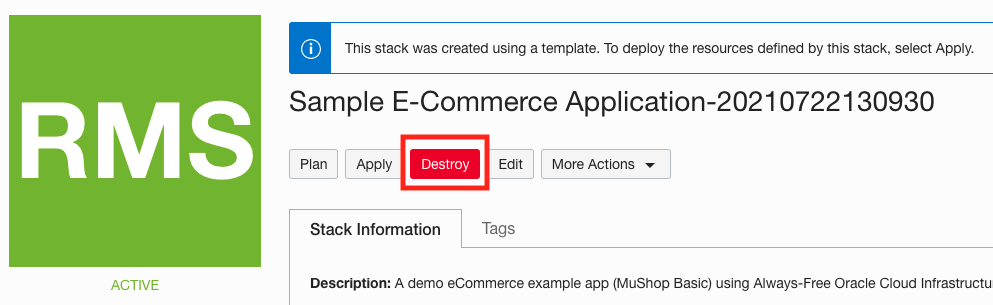 RMS
ACTIVE
This stack was created using a template. To deploy the resources defined by this stack, select Apply.
Sample E-Commerce Application-20210722130930
Plan Apply Destroy Edit More Actions
Stack Information Tags
Description: A demo eCommerce example app (MuShop Basic) using Always-Free Oracle Cloud Infrastructu